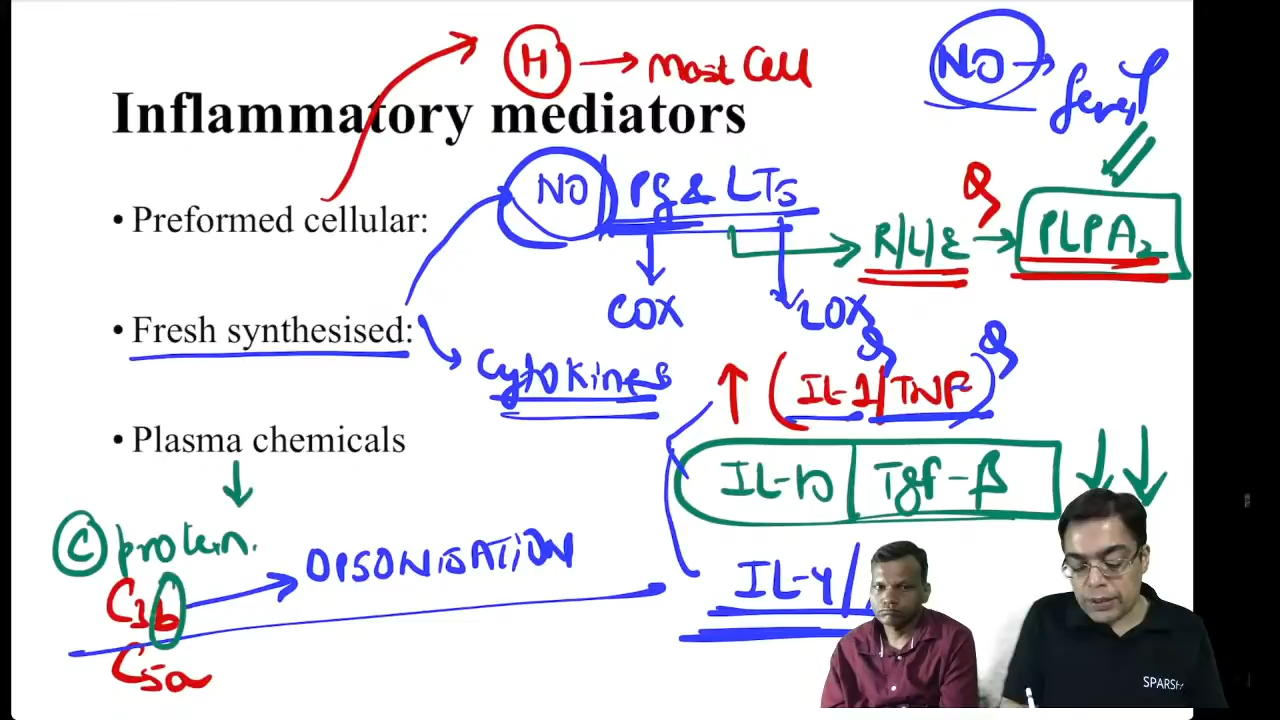 H → mast cell
NO → fever
Inflammatory mediators
NO | Pg & LTs
• Preformed cellular:
R/L/E → PLPA2
COX
LOX
• Fresh synthesised:
Cytokines
↑ (IL-1/TNF)
• Plasma chemicals
IL-10 | Tgf-β ↓ ↓
C protein.
OPSONISATION
IL-4/
C3b
C5a
SPARSH